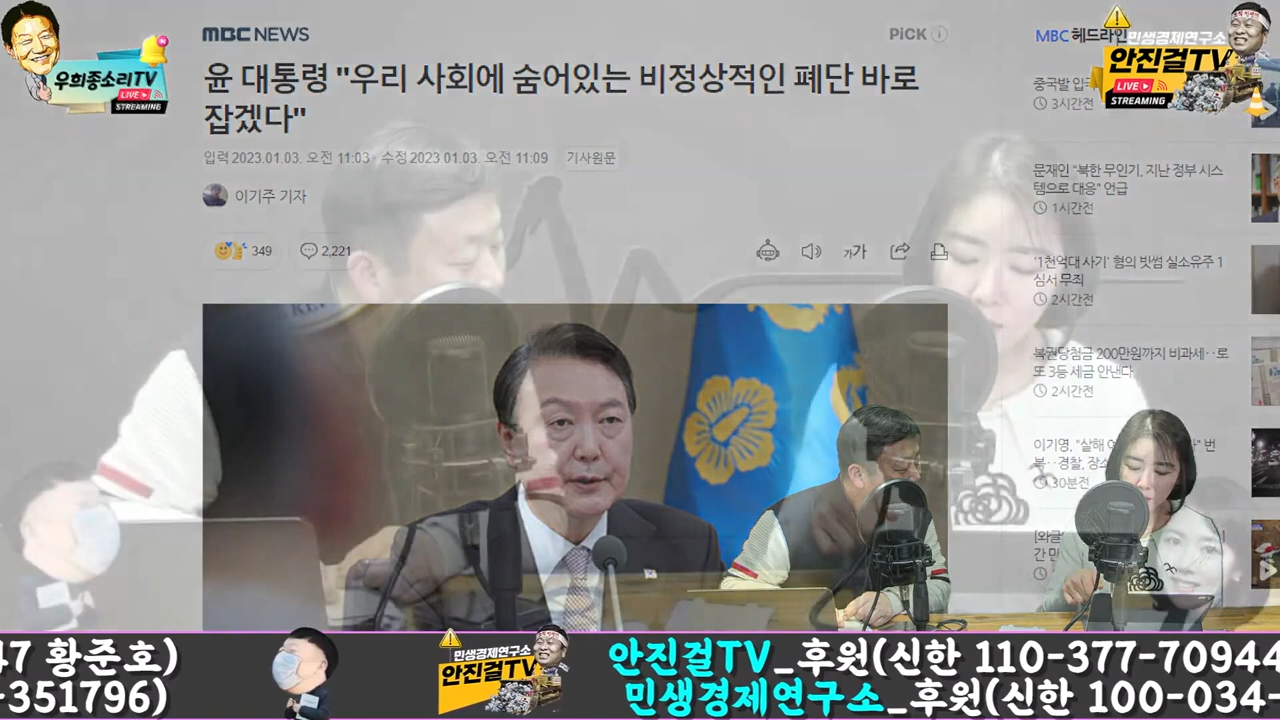 우희종소리TV
LIVE
STREAMING
MBC NEWS
PiCK
윤 대통령 "우리 사회에 숨어있는 비정상적인 폐단 바로
잡겠다"
입력 2023.01.03. 오전 11:03 · 수정 2023.01.03. 오전 11:09 기사원문
이기주 기자
349 2,221
가가
MBC 헤드라인
민생경제연구소
안진걸TV
LIVE
STREAMING
중국발 입국
3시간전
문재인 "북한 무인기, 지난 정부 시스
템으로 대응" 언급
1시간전
'1천억대 사기' 혐의 빗썸 실소유주 1
심서 무죄
2시간전
복권당첨금 200만원까지 비과세‥로
또 3등 세금 안낸다
2시간전
이기영, "살해 번
복‥경찰, 장소
30분전
47 황준호)
-351796)
민생경제연구소
안진걸TV
안진걸TV_후원(신한 110-377-70944
민생경제연구소_후원(신한 100-034-